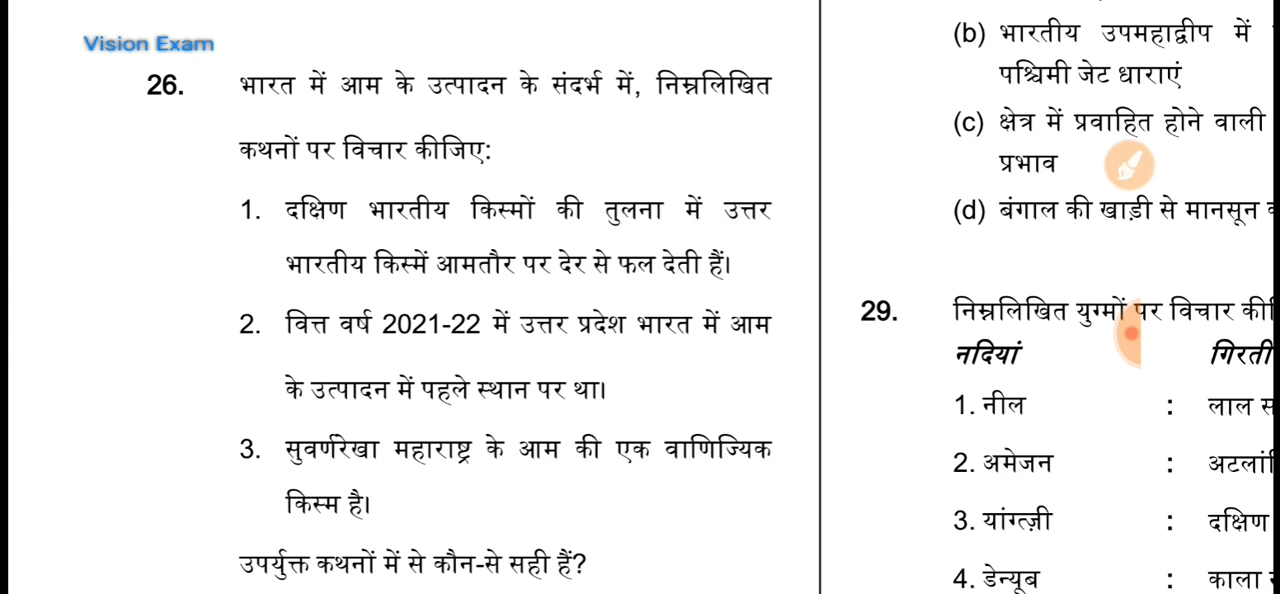 Vision Exam
26. भारत में आम के उत्पादन के संदर्भ में, निम्नलिखित
कथनों पर विचार कीजिए:
1. दक्षिण भारतीय किस्मों की तुलना में उत्तर
भारतीय किस्में आमतौर पर देर से फल देती हैं।
2. वित्त वर्ष 2021-22 में उत्तर प्रदेश भारत में आम
के उत्पादन में पहले स्थान पर था।
3. सुवर्णरेखा महाराष्ट्र के आम की एक वाणिज्यिक
किस्म है।
उपर्युक्त कथनों में से कौन-से सही हैं?
(b) भारतीय उपमहाद्वीप में
पश्चिमी जेट धाराएं
(c) क्षेत्र में प्रवाहित होने वाली
प्रभाव
(d) बंगाल की खाड़ी से मानसून
29. निम्नलिखित युग्मों पर विचार
नदियां गिरती
1. नील : लाल
2. अमेजन :
3. यांग्त्ज़ी : दक्षिण
4. डेन्यूब : काला